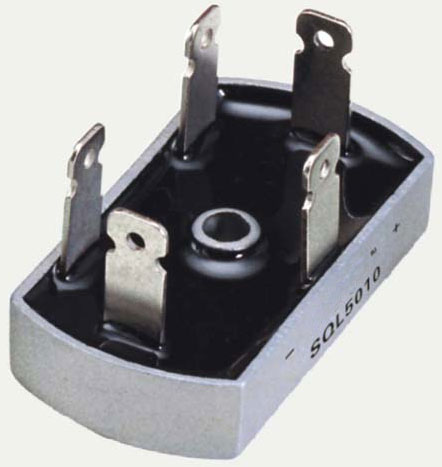 - SQL5010 ~ +